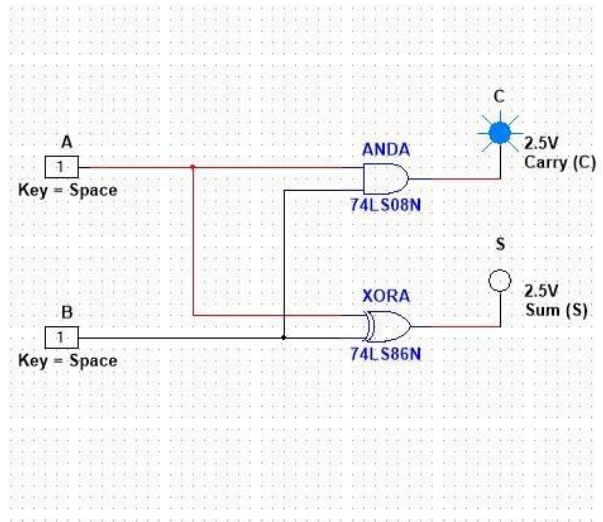 C
2.5V
Carry (C)
A
1
Key = Space
ANDA
74LS08N
S
2.5V
Sum (S)
XORA
74LS86N
B
1
Key = Space